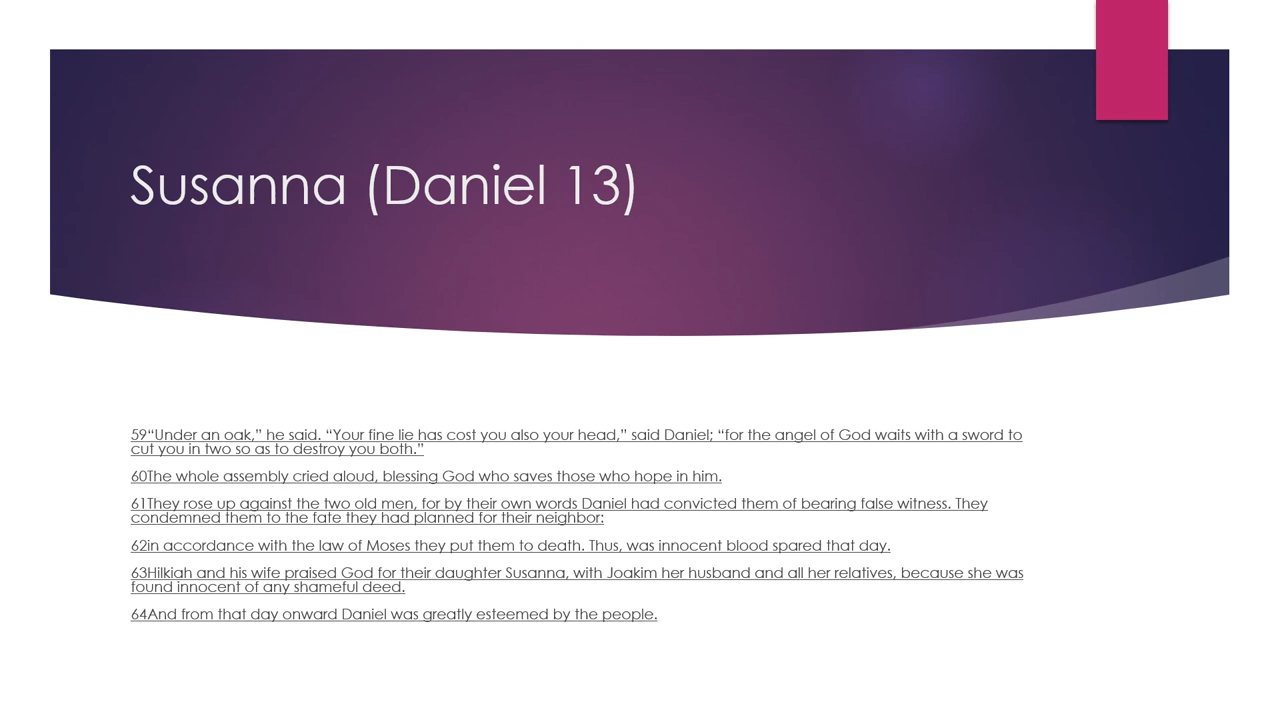 Susanna (Daniel 13)
59“Under an oak,” he said. “Your fine lie has cost you also your head,” said Daniel; “for the angel of God waits with a sword to
cut you in two so as to destroy you both.”
60The whole assembly cried aloud, blessing God who saves those who hope in him.
61They rose up against the two old men, for by their own words Daniel had convicted them of bearing false witness. They
condemned them to the fate they had planned for their neighbor:
62in accordance with the law of Moses they put them to death. Thus, was innocent blood spared that day.
63Hilkiah and his wife praised God for their daughter Susanna, with Joakim her husband and all her relatives, because she was
found innocent of any shameful deed.
64And from that day onward Daniel was greatly esteemed by the people.